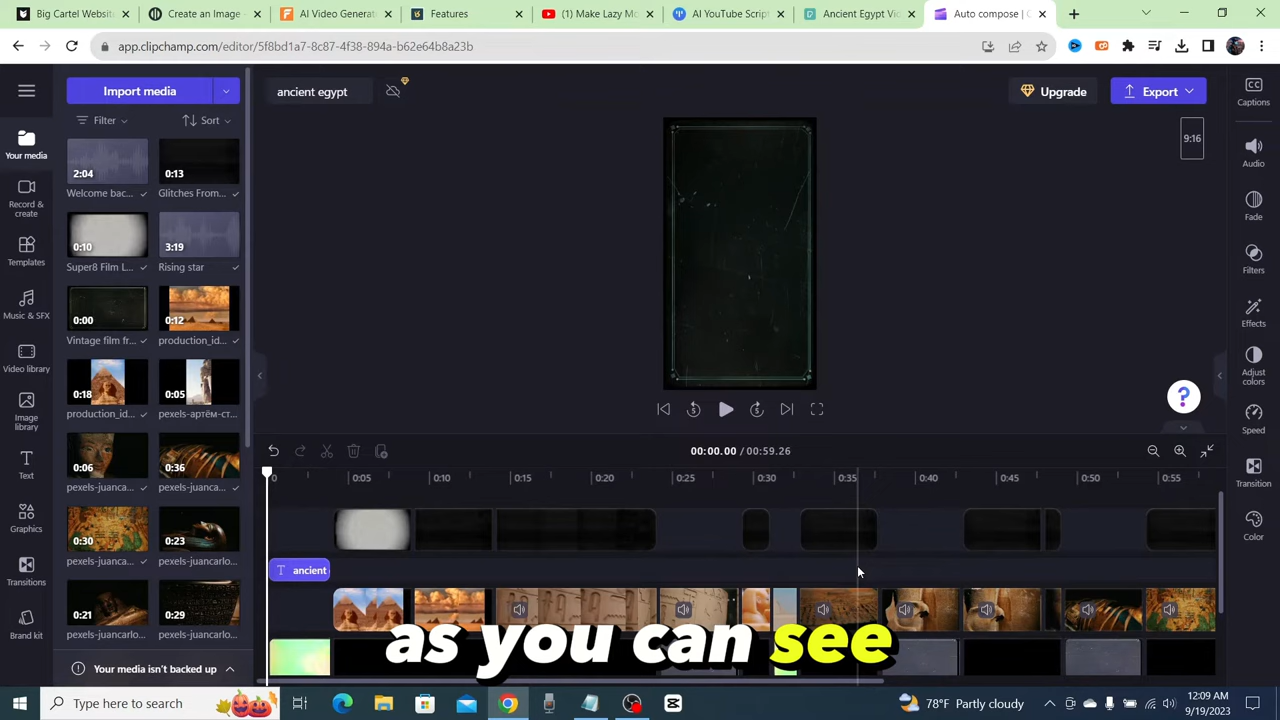 Big Cartel Websit
Create an Image
AI Video Generat
Features
(1) Make Lazy Mo
AI YouTube Script
Ancient Egypt Vid
Auto compose | C
app.clipchamp.com/editor/5f8bd1a7-8c87-4f38-894a-b62e64b8a23b
Import media
ancient egypt
Upgrade
Export
Captions
Filter
Sort
9:16
Your media
2:04
0:13
Welcome bac...
Glitches From...
Audio
Record & create
0:10
3:19
Super8 Film L...
Rising star
Fade
Templates
0:00
0:12
Vintage film fr...
production_id...
Filters
Music & SFX
Effects
Video library
0:18
0:05
production_id...
pexels-артём-ст...
Adjust colors
Image library
?
Speed
0:06
0:36
pexels-juanca...
pexels-juancarlo...
00:00.00 / 00:59.26
Text
0
0:05
0:10
0:15
0:20
0:25
0:30
0:35
0:40
0:45
0:50
0:55
Transition
Graphics
0:30
0:23
pexels-juanca...
pexels-juancarlo...
Color
Transitions
T ancient
0:21
0:29
Brand kit
pexels-juanca...
pexels-juancarlo...
as you can see
Your media isn't backed up
Type here to search
78°F Partly cloudy
12:09 AM
9/19/2023